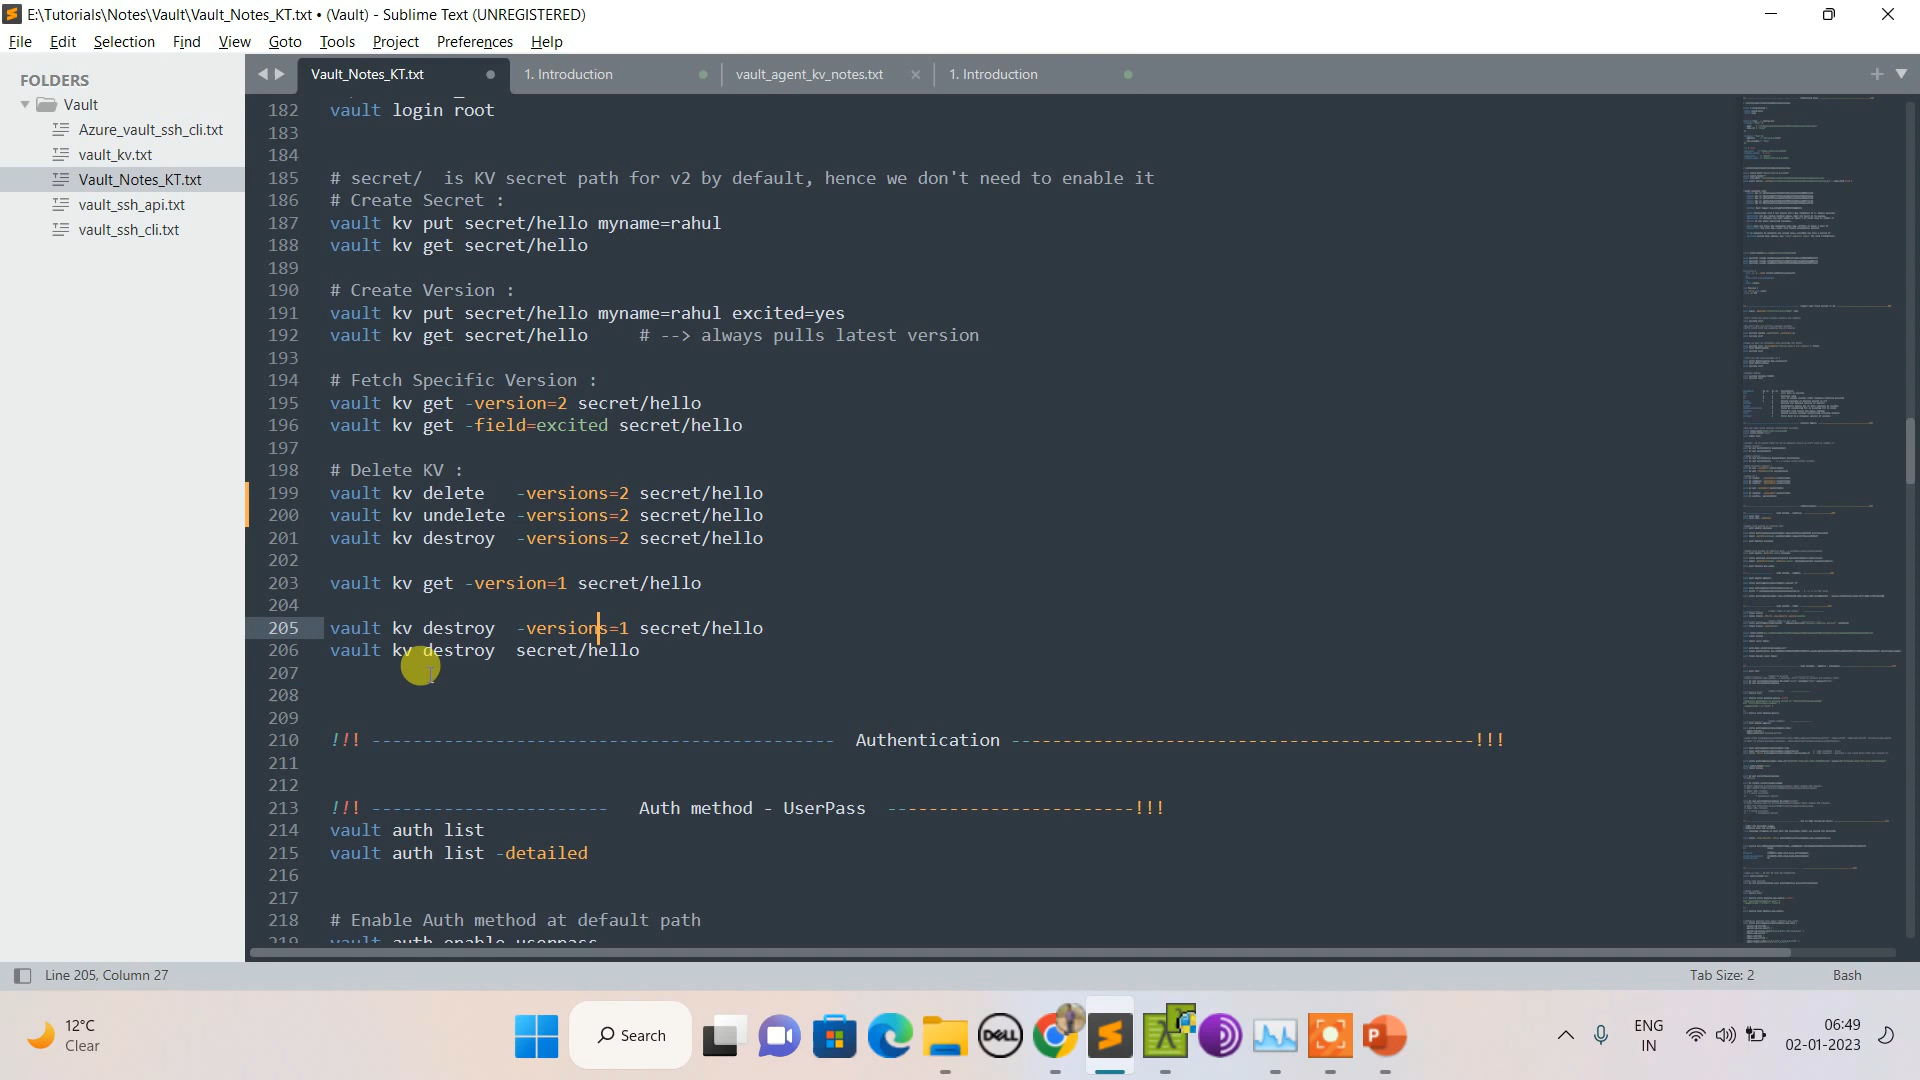 E:\Tutorials\Notes\Vault\Vault_Notes_KT.txt • (Vault) - Sublime Text (UNREGISTERED)
File Edit Selection Find View Goto Tools Project Preferences Help
FOLDERS
Vault
Azure_vault_ssh_cli.txt
vault_kv.txt
Vault_Notes_KT.txt
vault_ssh_api.txt
vault_ssh_cli.txt
Vault_Notes_KT.txt 1. Introduction vault_agent_kv_notes.txt 1. Introduction
182 vault login root
183
184
185 # secret/  is KV secret path for v2 by default, hence we don't need to enable it
186 # Create Secret :
187 vault kv put secret/hello myname=rahul
188 vault kv get secret/hello
189
190 # Create Version :
191 vault kv put secret/hello myname=rahul excited=yes
192 vault kv get secret/hello     # --> always pulls latest version
193
194 # Fetch Specific Version :
195 vault kv get -version=2 secret/hello
196 vault kv get -field=excited secret/hello
197
198 # Delete KV :
199 vault kv delete   -versions=2 secret/hello
200 vault kv undelete -versions=2 secret/hello
201 vault kv destroy  -versions=2 secret/hello
202
203 vault kv get -version=1 secret/hello
204
205 vault kv destroy  -versions=1 secret/hello
206 vault kv destroy  secret/hello
207
208
209
210 !!! --------------------------------------------- Authentication ---------------------------------------------!!!
211
212
213 !!! ----------------------- Auth method - UserPass ------------------------!!!
214 vault auth list
215 vault auth list -detailed
216
217
218 # Enable Auth method at default path
219 vault auth enable userpass
Line 205, Column 27
Tab Size: 2
Bash
12°C
Clear
Search
DELL
ENG
IN
06:49
02-01-2023